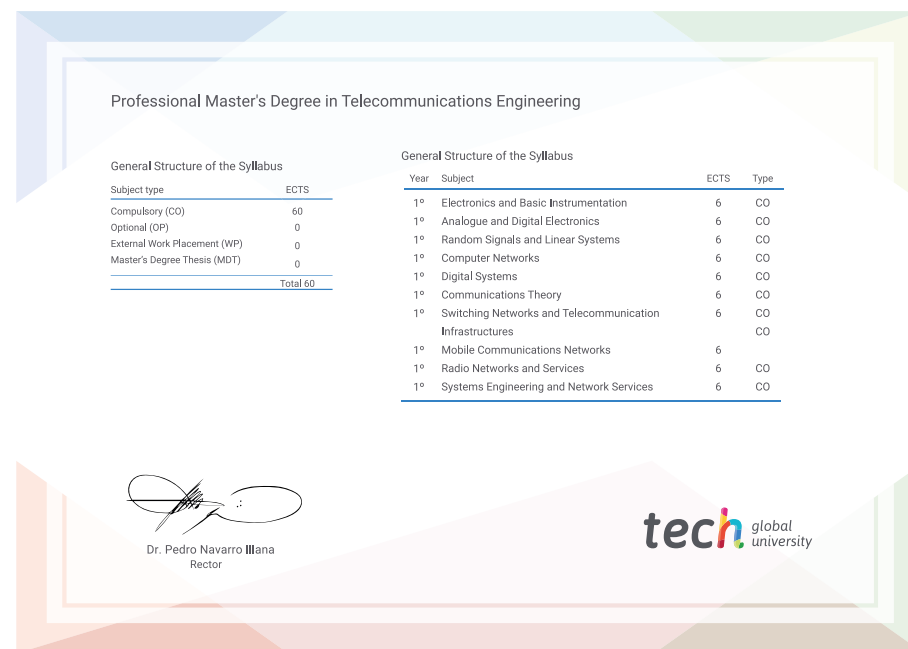 Professional Master's Degree in Telecommunications Engineering
General Structure of the Syllabus
Subject type ECTS
Compulsory (CO) 60
Optional (OP) 0
External Work Placement (WP) 0
Master's Degree Thesis (MDT) 0
Total 60
General Structure of the Syllabus
Year Subject ECTS Type
1º Electronics and Basic Instrumentation 6 CO
1º Analogue and Digital Electronics 6 CO
1º Random Signals and Linear Systems 6 CO
1º Computer Networks 6 CO
1º Digital Systems 6 CO
1º Communications Theory 6 CO
1º Switching Networks and Telecommunication 6 CO
Infrastructures CO
1º Mobile Communications Networks 6
1º Radio Networks and Services 6 CO
1º Systems Engineering and Network Services 6 CO
Dr. Pedro Navarro Illana
Rector
tech global
university